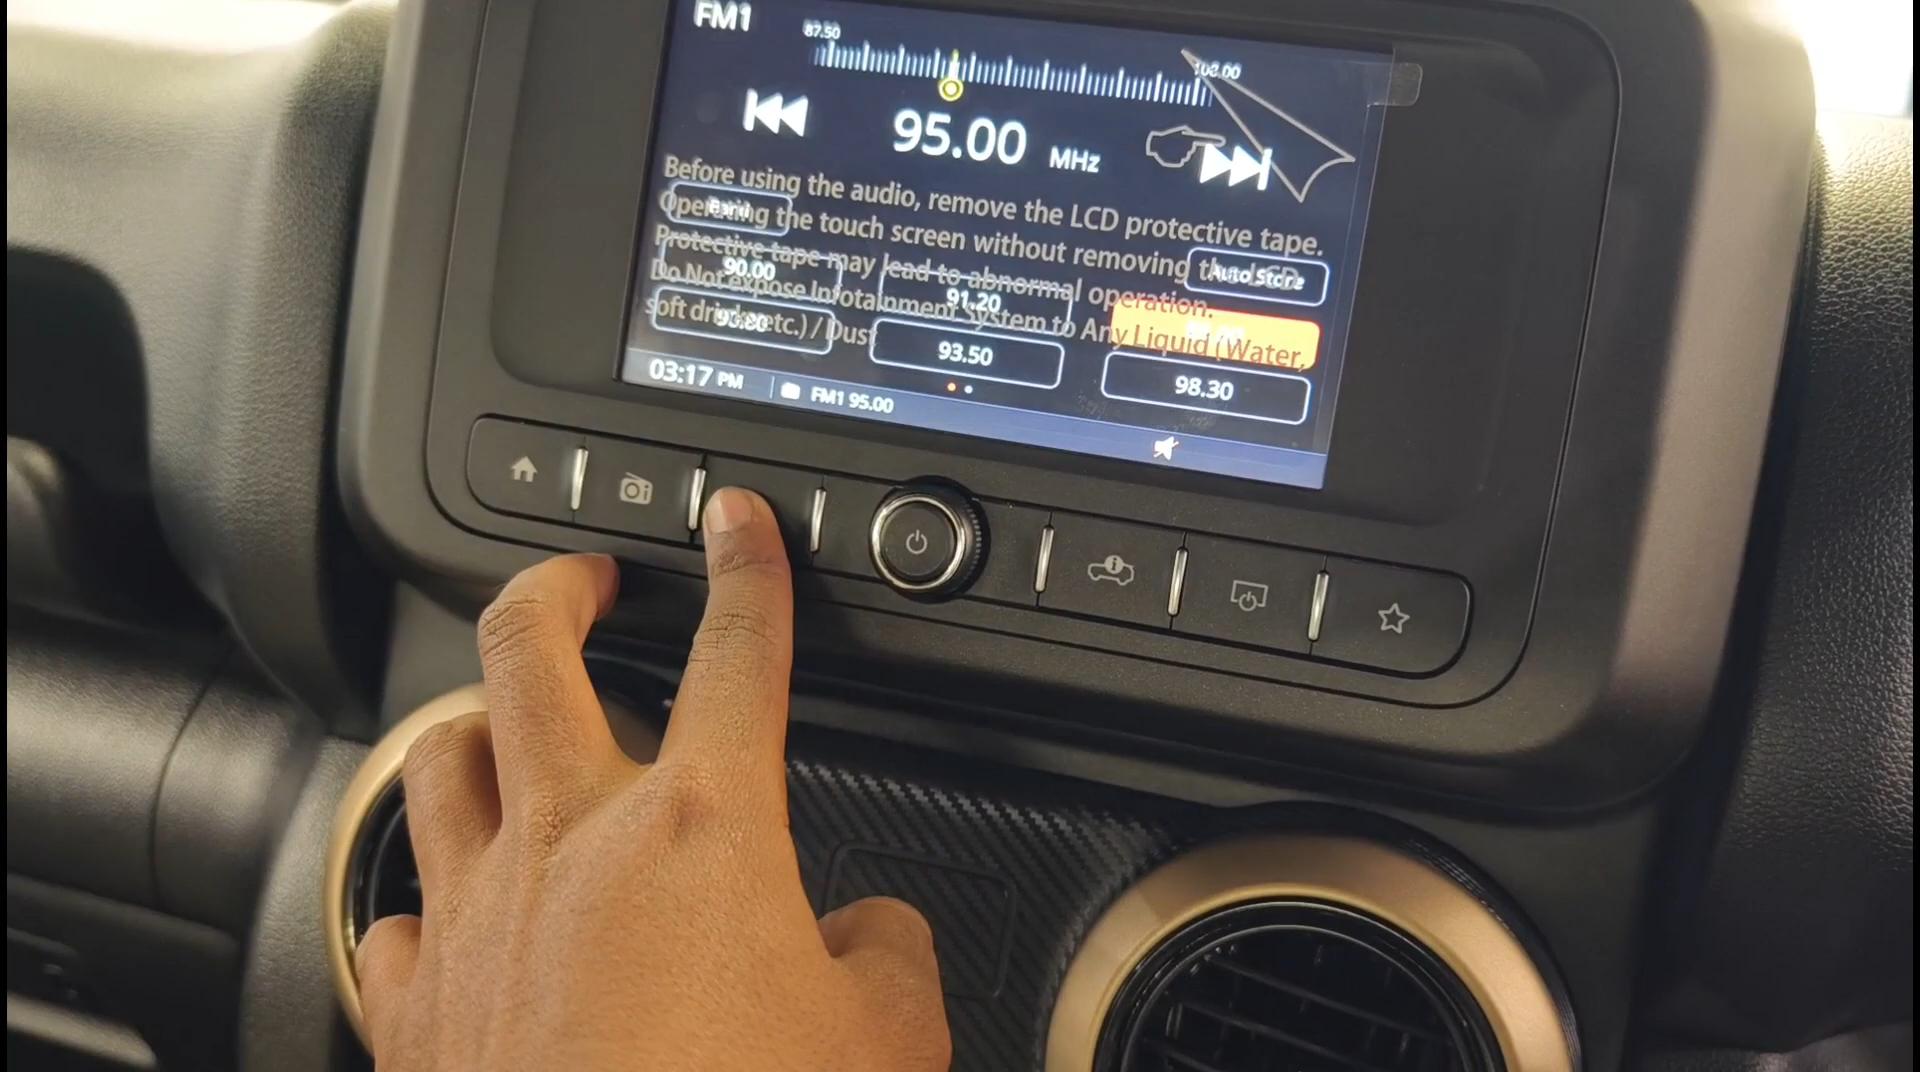 FM1
87.50
108.00
95.00 MHz
Before using the audio, remove the LCD protective tape.
Operating the touch screen without removing the LCD
Protective tape may lead to abnormal operation.
Do Not expose Infotainment System to Any Liquid (Water,
soft drinks etc.) / Dust
Band
Auto Store
90.00
91.20
93.50
98.30
03:17 PM
FM1 95.00